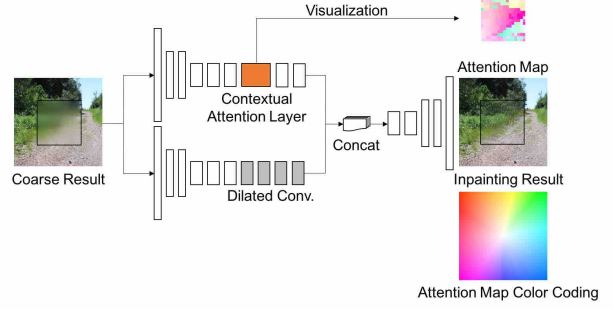 Visualization
Attention Map
Contextual
Attention Layer
Concat
Coarse Result
Dilated Conv.
Inpainting Result
Attention Map Color Coding